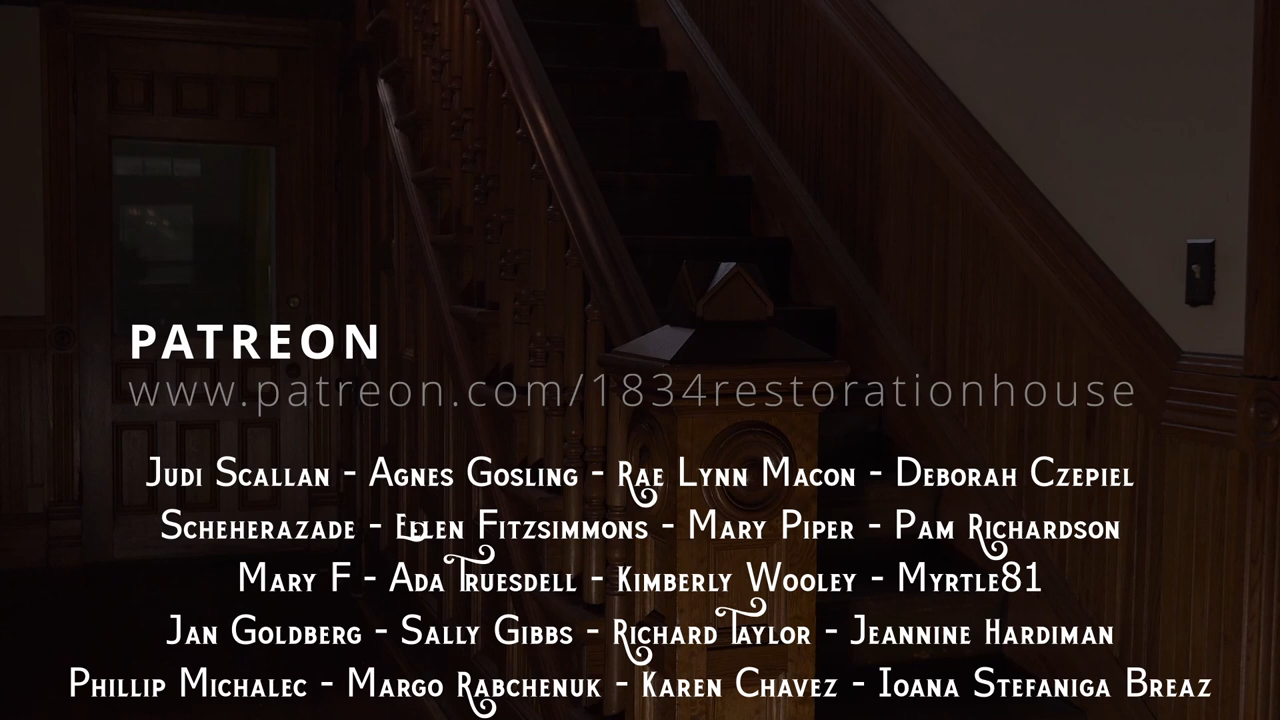 PATREON
www.patreon.com/1834restorationhouse
Judi Scallan - Agnes Gosling - Rae Lynn Macon - Deborah Czepiel
Scheherazade - Ellen Fitzsimmons - Mary Piper - Pam Richardson
Mary F - Ada Truesdell - Kimberly Wooley - Myrtle81
Jan Goldberg - Sally Gibbs - Richard Taylor - Jeannine Hardiman
Phillip Michalec - Margo Rabchenuk - Karen Chavez - Ioana Stefaniga Breaz